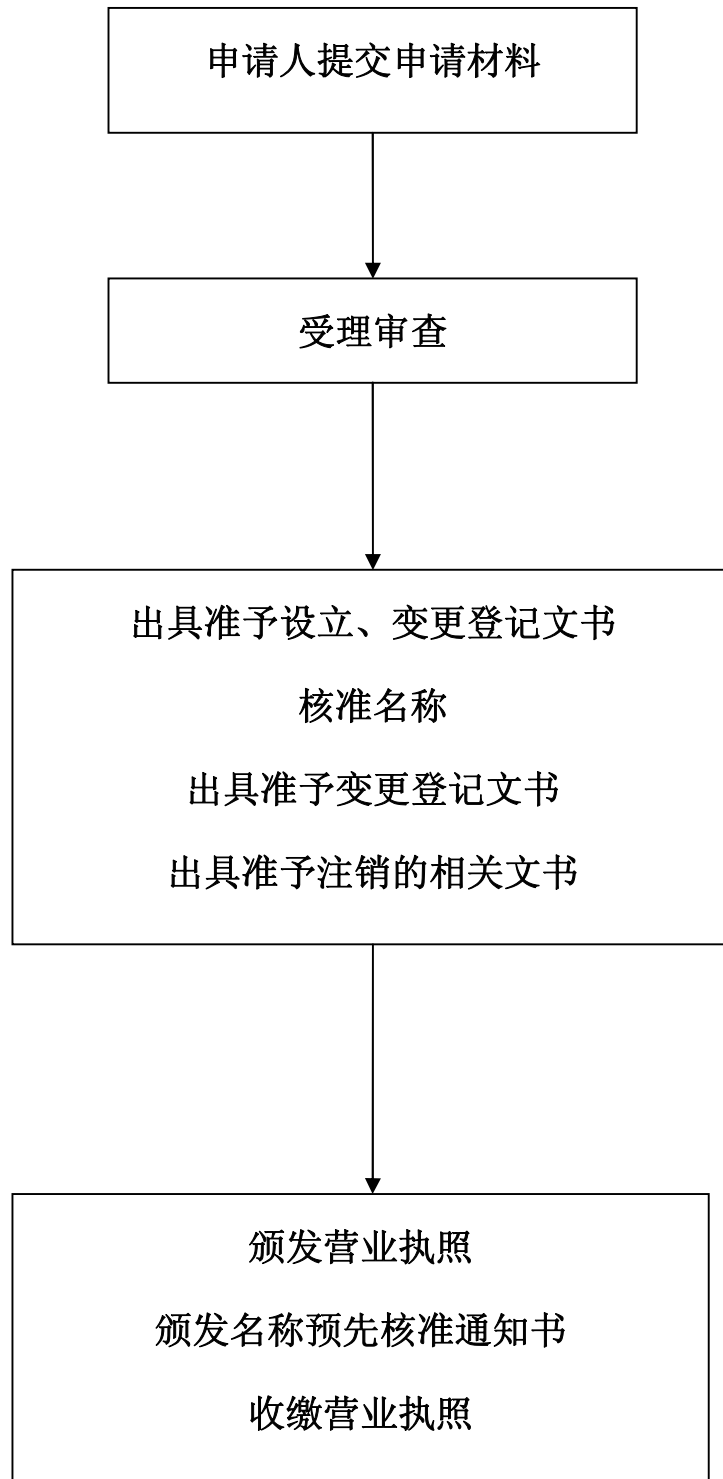 申请人提交申请材料
受理审查
出具准予设立、变更登记文书
核准名称
出具准予变更登记文书
出具准予注销的相关文书
颁发营业执照
颁发名称预先核准通知书
收缴营业执照